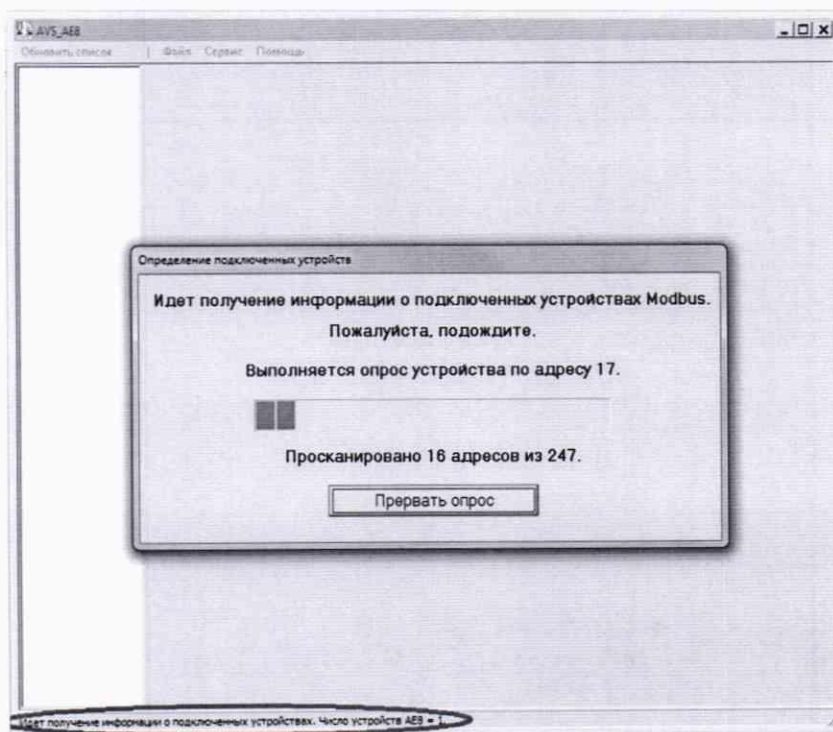 AVS_AE8
Обновить список | Файл Сервис Помощь
Определение подключенных устройств
Идет получение информации о подключенных устройствах Modbus.
Пожалуйста, подождите.
Выполняется опрос устройства по адресу 17.
Просканировано 16 адресов из 247.
Прервать опрос
Идет получение информации о подключенных устройствах. Число устройств AE8 = 1.